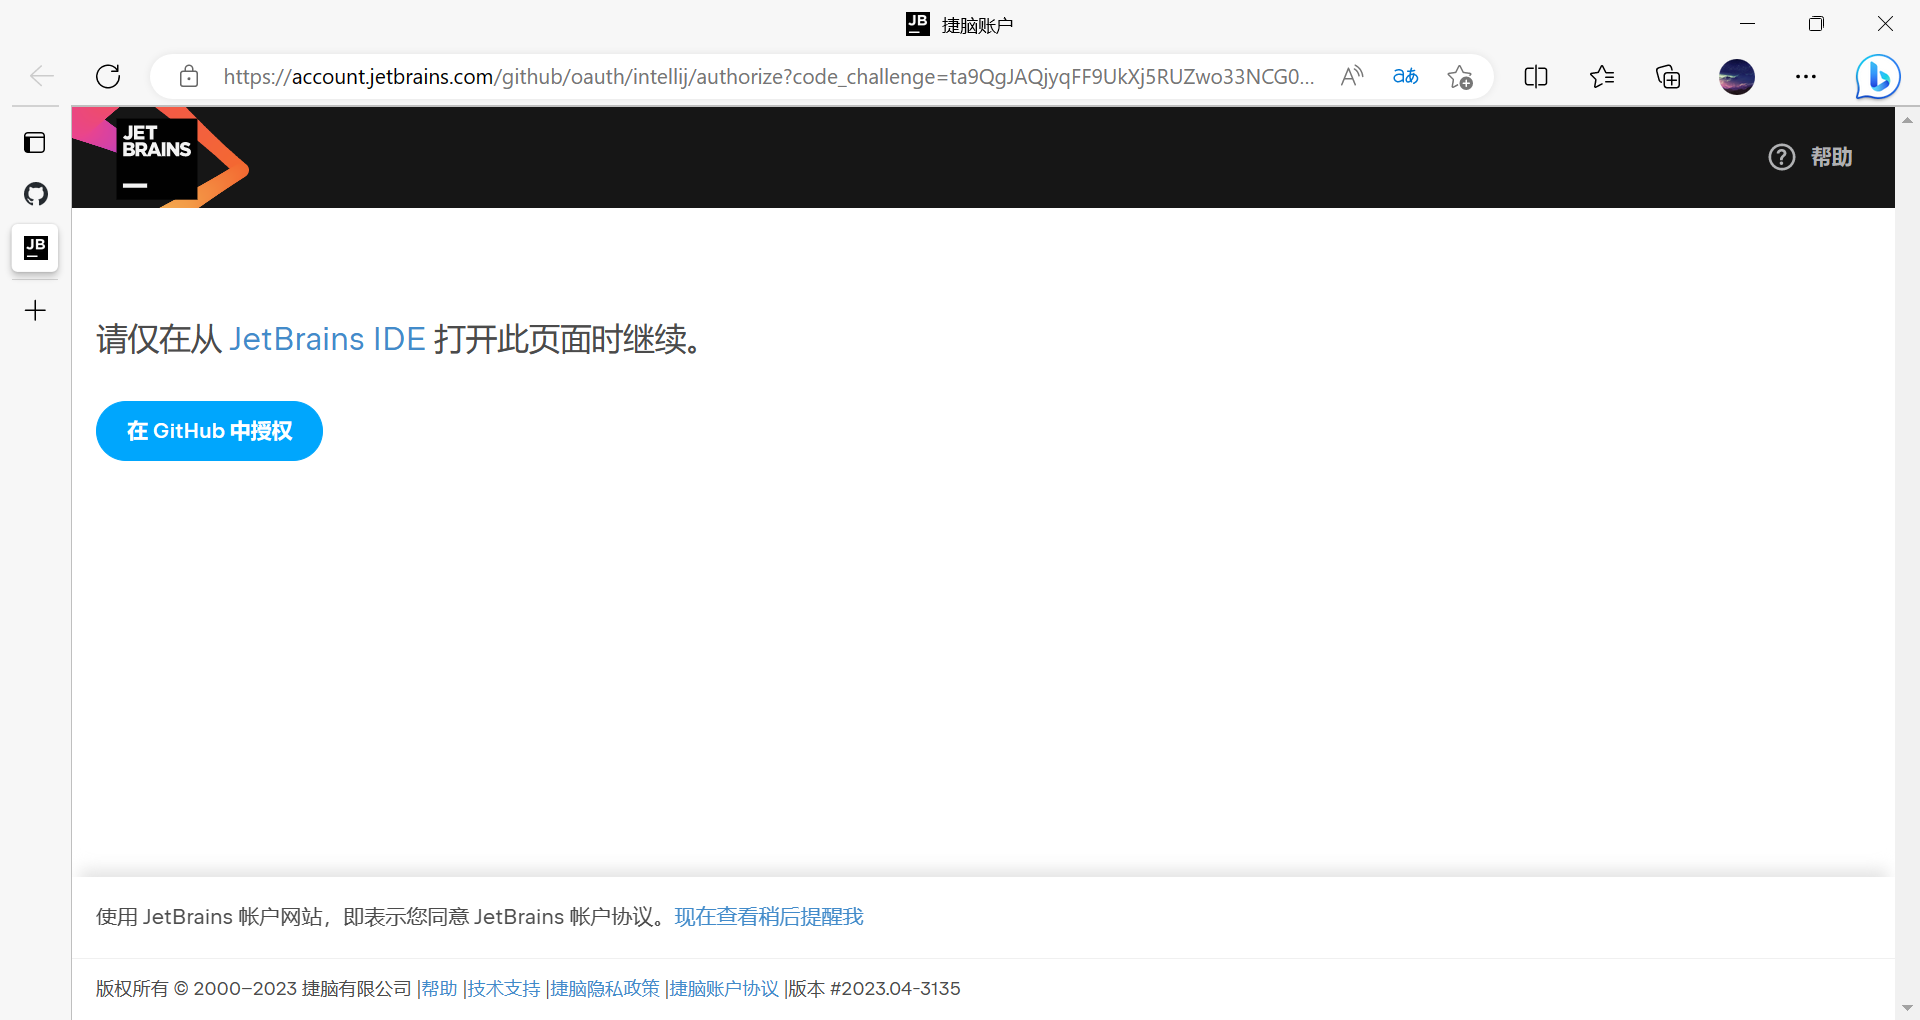 JB 捷脑账户
https://account.jetbrains.com/github/oauth/intellij/authorize?code_challenge=ta9QgJAQjyqFF9UkXj5RUZwo33NCG0...
aあ
JET
BRAINS
帮助
JB
请仅在从 JetBrains IDE 打开此页面时继续。
在 GitHub 中授权
使用 JetBrains 帐户网站，即表示您同意 JetBrains 帐户协议。现在查看稍后提醒我
版权所有 © 2000–2023 捷脑有限公司 |帮助 |技术支持 |捷脑隐私政策 |捷脑账户协议 |版本 #2023.04-3135